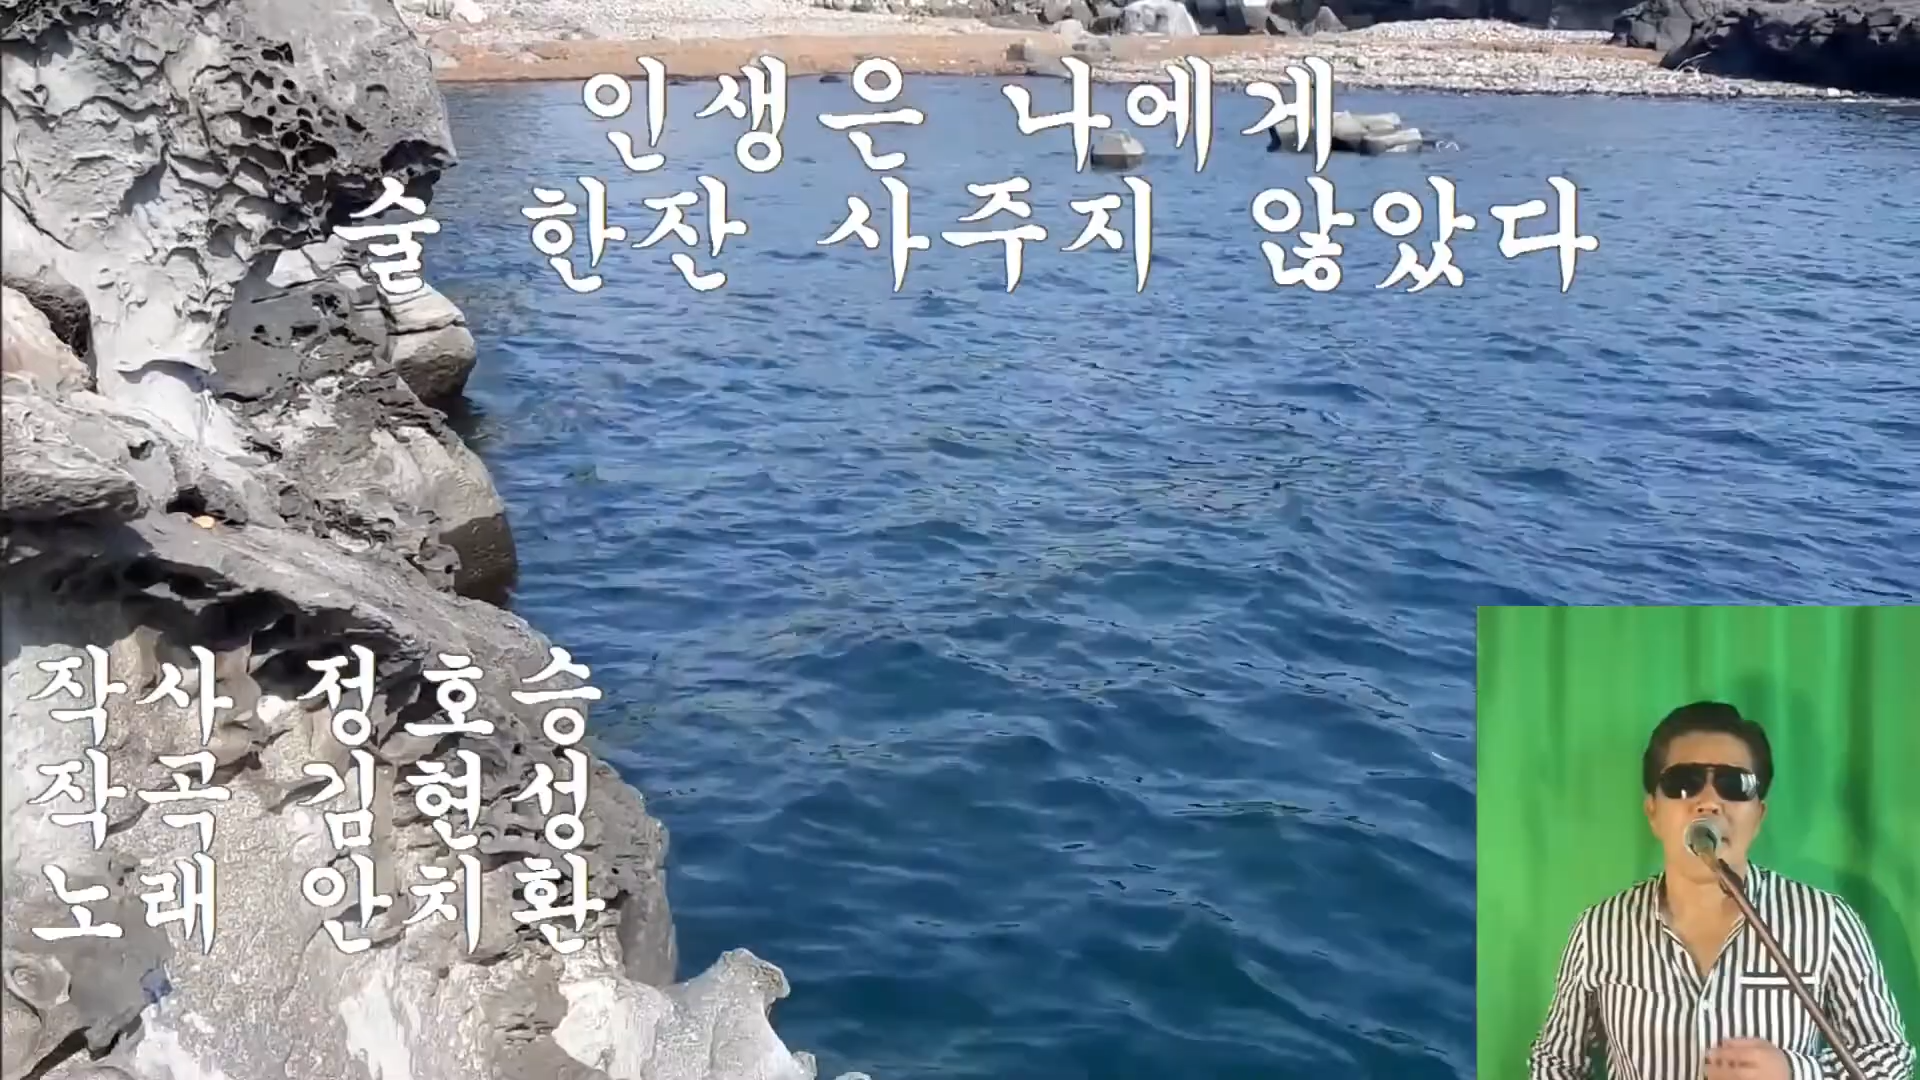 인생은 나에게
술 한잔 사주지 않았다
작사 정호승
작곡 김현성
노래 안치환